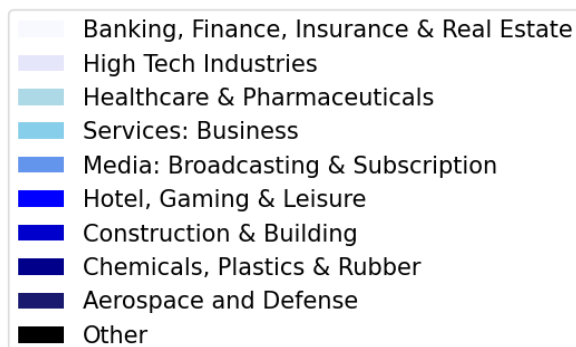 Banking, Finance, Insurance & Real Estate
High Tech Industries
Healthcare & Pharmaceuticals
Services: Business
Media: Broadcasting & Subscription
Hotel, Gaming & Leisure
Construction & Building
Chemicals, Plastics & Rubber
Aerospace and Defense
Other